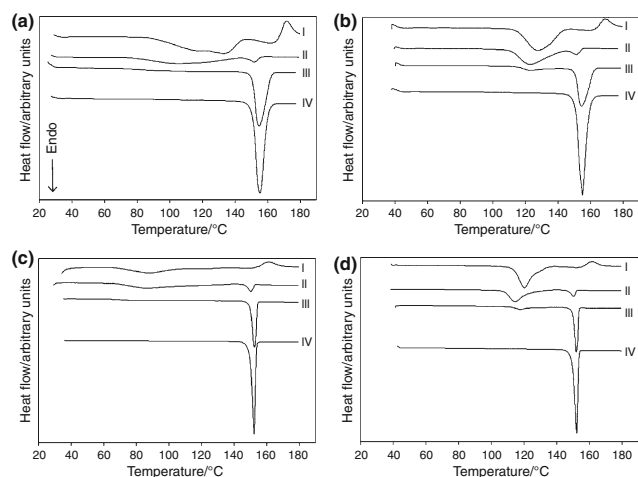 (a)
I
II
III
IV
Endo
Heat flow/arbitrary units
20 40 60 80 100 120 140 160 180
Temperature/°C
(b)
I
II
III
IV
Heat flow/arbitrary units
20 40 60 80 100 120 140 160 180
Temperature/°C
(c)
I
II
III
IV
Heat flow/arbitrary units
20 40 60 80 100 120 140 160 180
Temperature/°C
(d)
I
II
III
IV
Heat flow/arbitrary units
20 40 60 80 100 120 140 160 180
Temperature/°C